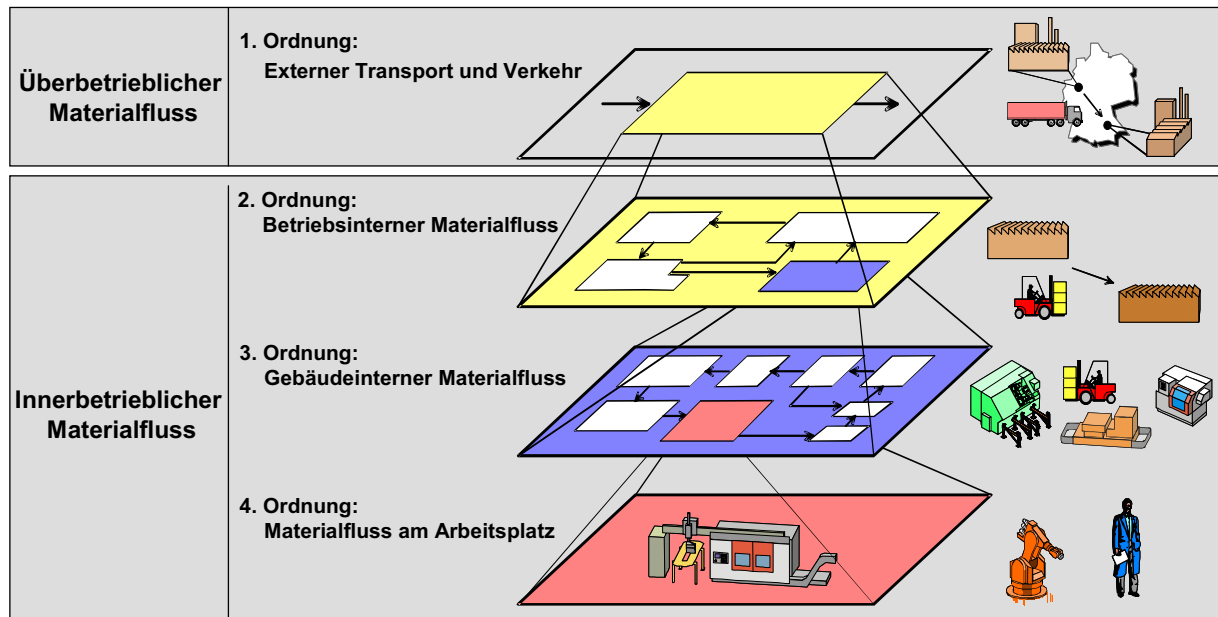 Überbetrieblicher
Materialfluss
1. Ordnung:
Externer Transport und Verkehr
Innerbetrieblicher
Materialfluss
2. Ordnung:
Betriebsinterner Materialfluss
3. Ordnung:
Gebäudeinterner Materialfluss
4. Ordnung:
Materialfluss am Arbeitsplatz